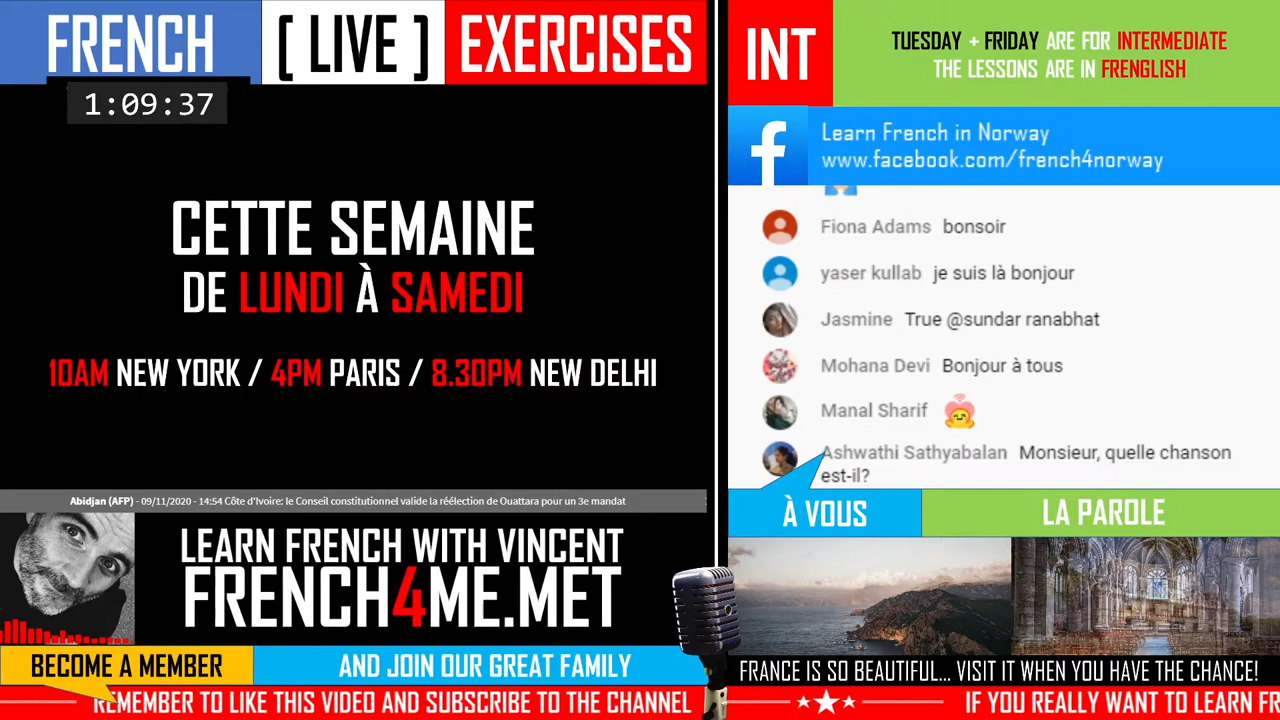 FRENCH [ LIVE ] EXERCISES
1:09:37
CETTE SEMAINE
DE LUNDI À SAMEDI
10AM NEW YORK / 4PM PARIS / 8.30PM NEW DELHI
Abidjan (AFP) - 09/11/2020 - 14:54 Côte d'Ivoire: le Conseil constitutionnel valide la réélection de Ouattara pour un 3e mandat
LEARN FRENCH WITH VINCENT
FRENCH4ME.MET
BECOME A MEMBER AND JOIN OUR GREAT FAMILY
REMEMBER TO LIKE THIS VIDEO AND SUBSCRIBE TO THE CHANNEL
INT
TUESDAY + FRIDAY ARE FOR INTERMEDIATE
THE LESSONS ARE IN FRENGLISH
f
Learn French in Norway
www.facebook.com/french4norway
Fiona Adams bonsoir
yaser kullab je suis là bonjour
Jasmine True @sundar ranabhat
Mohana Devi Bonjour à tous
Manal Sharif
Ashwathi Sathyabalan Monsieur, quelle chanson
est-il?
À VOUS LA PAROLE
FRANCE IS SO BEAUTIFUL... VISIT IT WHEN YOU HAVE THE CHANCE!
IF YOU REALLY WANT TO LEARN FR